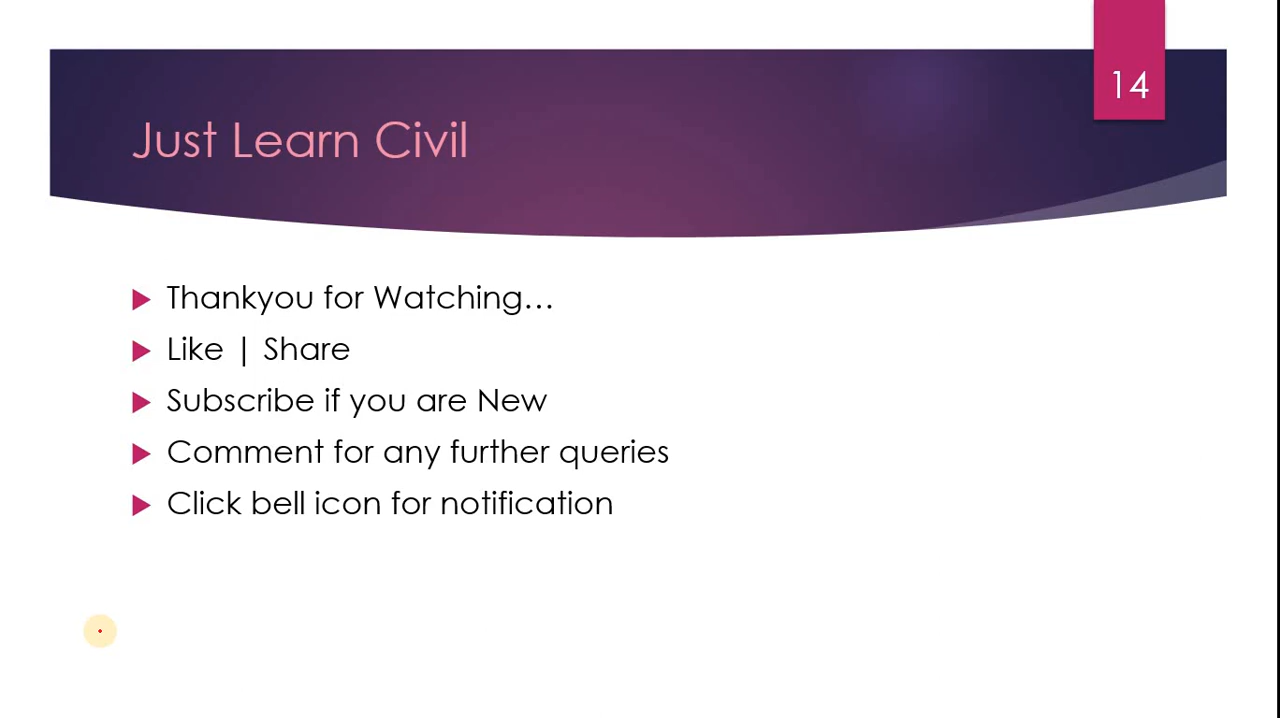 14
Just Learn Civil
Thankyou for Watching…
Like | Share
Subscribe if you are New
Comment for any further queries
Click bell icon for notification